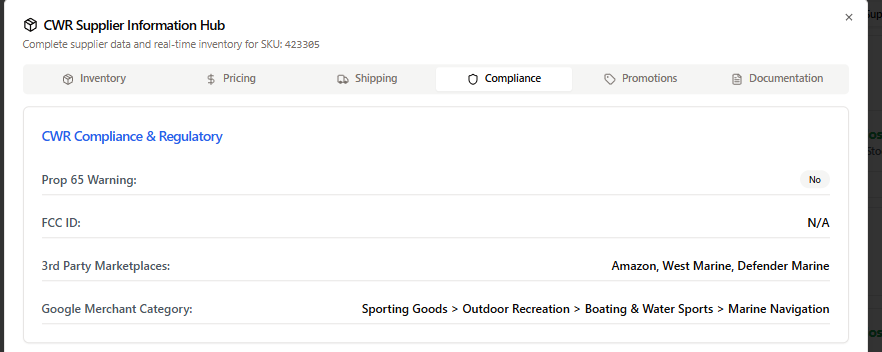 CWR Supplier Information Hub
Complete supplier data and real-time inventory for SKU: 423305
Inventory
Pricing
Shipping
Compliance
Promotions
Documentation
CWR Compliance & Regulatory
Prop 65 Warning: No
FCC ID: N/A
3rd Party Marketplaces: Amazon, West Marine, Defender Marine
Google Merchant Category: Sporting Goods > Outdoor Recreation > Boating & Water Sports > Marine Navigation